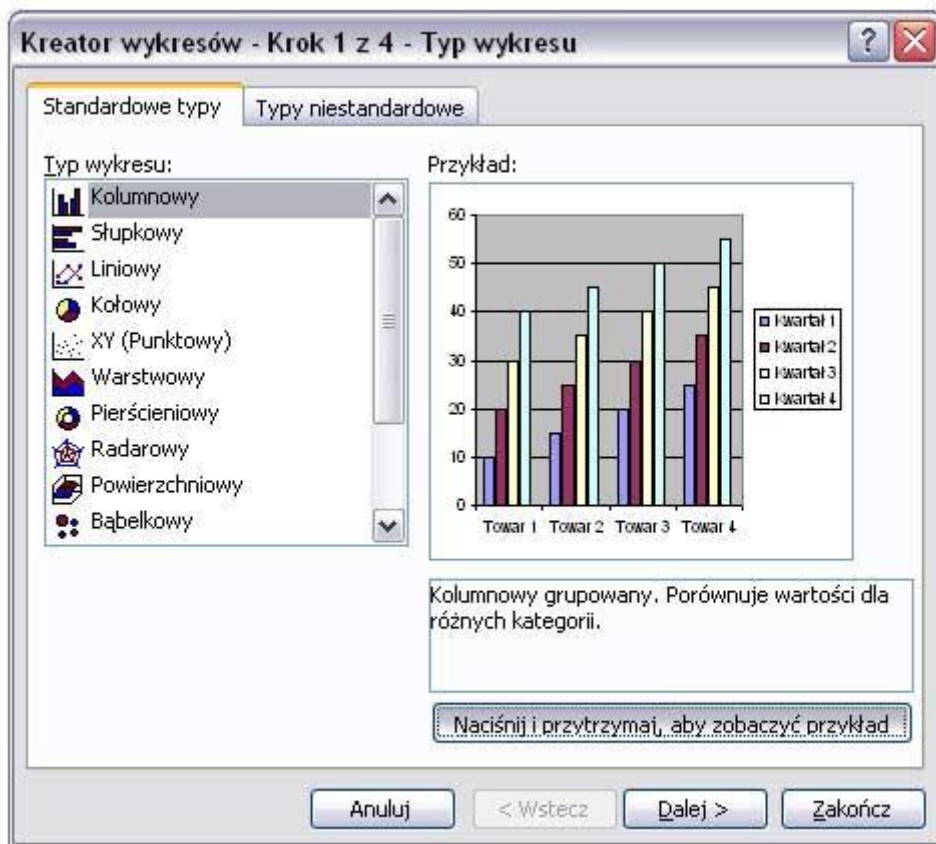 Kreator wykresów - Krok 1 z 4 - Typ wykresu
Standardowe typy
Typy niestandardowe
Typ wykresu:
Kolumnowy
Słupkowy
Liniowy
Kołowy
XY (Punktowy)
Warstwowy
Pierścieniowy
Radarowy
Powierzchniowy
Bąbelkowy
Przykład:
60
50
40
30
20
10
0
Towar 1 Towar 2 Towar 3 Towar 4
kwartał 1
kwartał 2
kwartał 3
kwartał 4
Kolumnowy grupowany. Porównuje wartości dla
różnych kategorii.
Naciśnij i przytrzymaj, aby zobaczyć przykład
Anuluj
< Wstecz
Dalej >
Zakończ